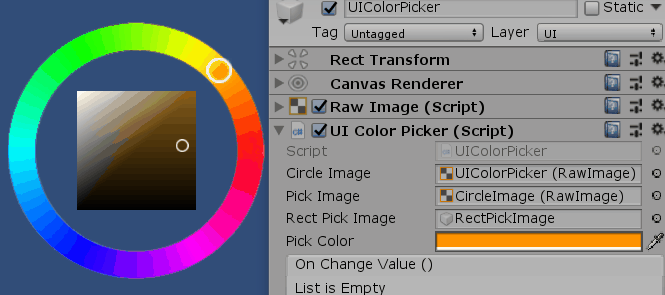 UIColorPicker
Static
Tag
Untagged
Layer
UI
Rect Transform
Canvas Renderer
Raw Image (Script)
UI Color Picker (Script)
Script
UIColorPicker
Circle Image
UIColorPicker (RawImage)
Pick Image
CircleImage (RawImage)
Rect Pick Image
RectPickImage
Pick Color
On Change Value ()
List is Empty